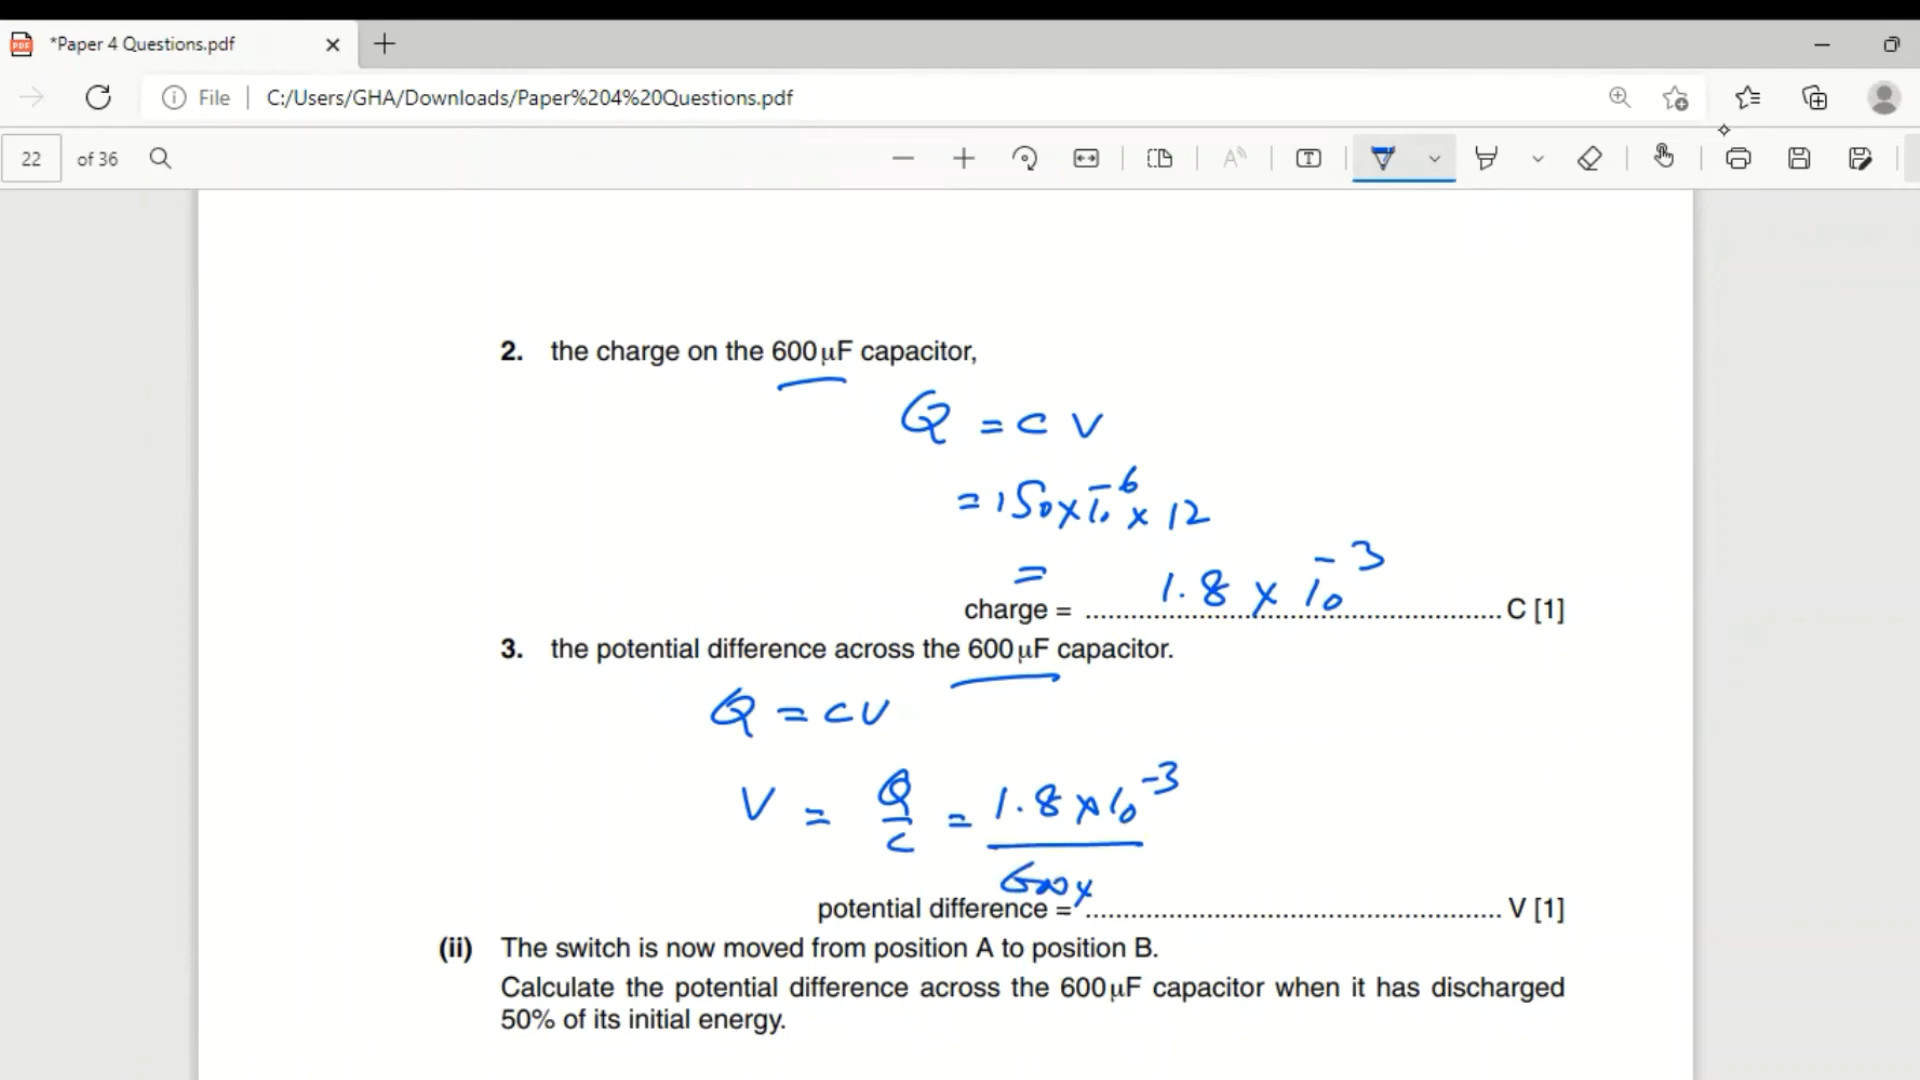 *Paper 4 Questions.pdf
File C:/Users/GHA/Downloads/Paper%204%20Questions.pdf
22 of 36
2. the charge on the 600 µF capacitor,
Q = C V
= 150 x 10⁻⁶ x 12
=
1.8 x 10⁻³
charge = ........................................................ C [1]
3. the potential difference across the 600 µF capacitor.
Q = CV
V = Q/C = 1.8 x 10⁻³ / 600 x
potential difference = ........................................................ V [1]
(ii) The switch is now moved from position A to position B.
Calculate the potential difference across the 600 µF capacitor when it has discharged
50% of its initial energy.